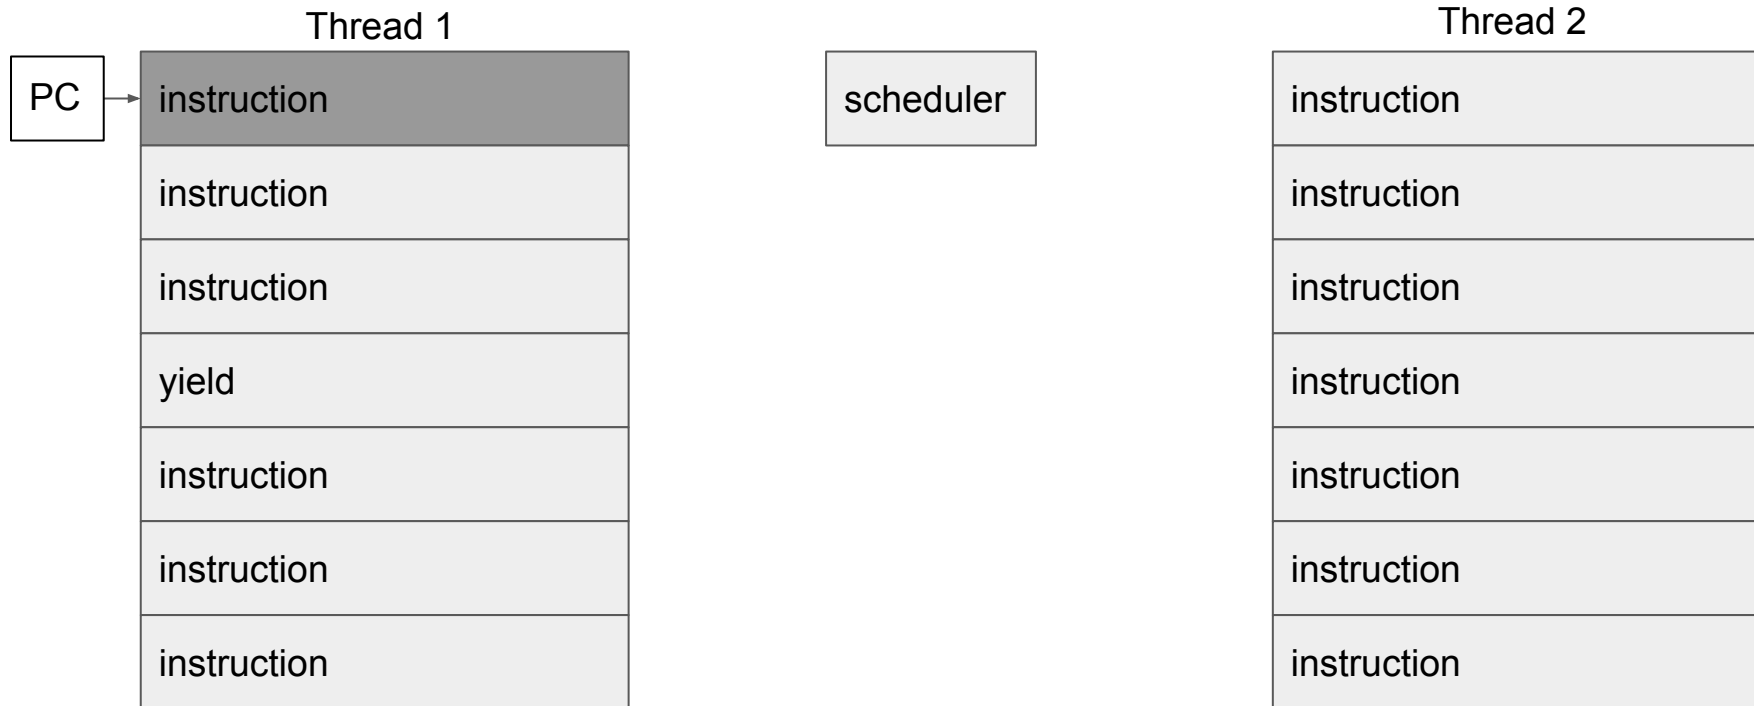 Thread 1
PC
instruction
instruction
instruction
yield
instruction
instruction
instruction
scheduler
Thread 2
instruction
instruction
instruction
instruction
instruction
instruction
instruction